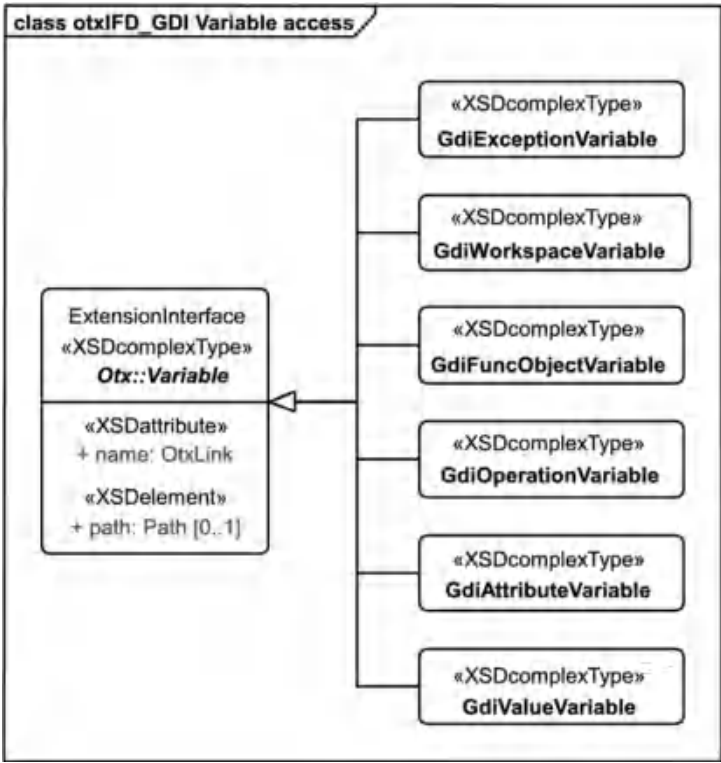 class otxIFD_GDI Variable access
«XSDcomplexType»
GdiExceptionVariable
«XSDcomplexType»
GdiWorkspaceVariable
ExtensionInterface
«XSDcomplexType»
Otx::Variable
«XSDattribute»
+ name: OtxLink
«XSDelement»
+ path: Path [0..1]
«XSDcomplexType»
GdiFuncObjectVariable
«XSDcomplexType»
GdiOperationVariable
«XSDcomplexType»
GdiAttributeVariable
«XSDcomplexType»
GdiValueVariable